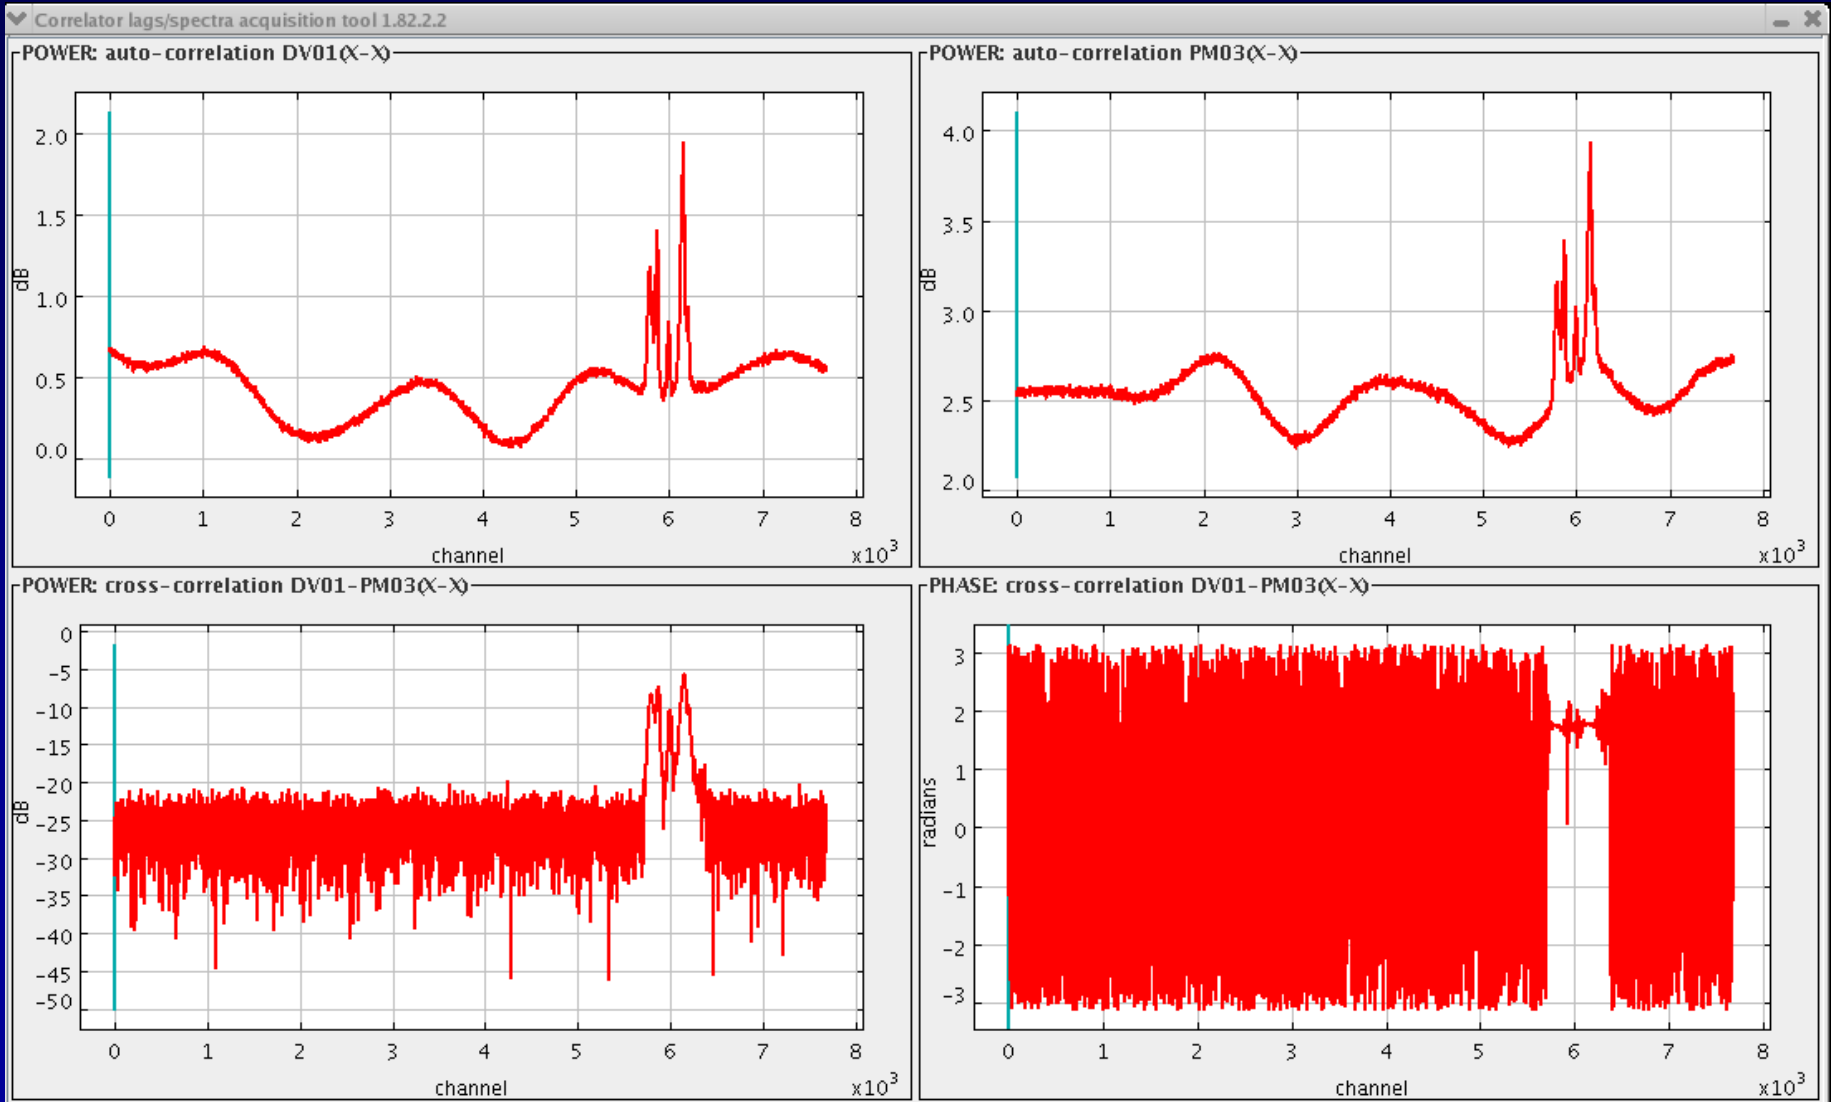 Correlator lags/spectra acquisition tool 1.82.2.2
POWER: auto-correlation DV01(X-X)
2.0
1.5
1.0
0.5
0.0
dB
0 1 2 3 4 5 6 7 8
channel
x10³
POWER: auto-correlation PM03(X-X)
4.0
3.5
3.0
2.5
2.0
dB
0 1 2 3 4 5 6 7 8
channel
x10³
POWER: cross-correlation DV01-PM03(X-X)
0
-5
-10
-15
-20
-25
-30
-35
-40
-45
-50
dB
0 1 2 3 4 5 6 7 8
channel
x10³
PHASE: cross-correlation DV01-PM03(X-X)
3
2
1
0
-1
-2
-3
radians
0 1 2 3 4 5 6 7 8
channel
x10³